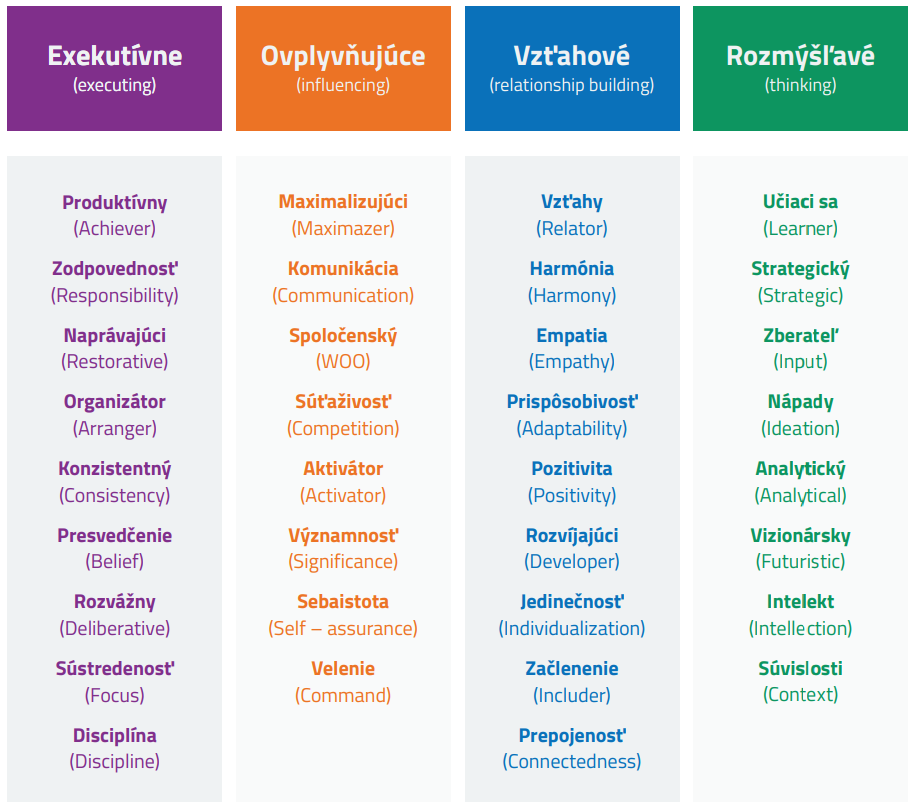 Exekutívne
(executing)
Produktívny
(Achiever)
Zodpovednosť
(Responsibility)
Naprávajúci
(Restorative)
Organizátor
(Arranger)
Konzistentný
(Consistency)
Presvedčenie
(Belief)
Rozvážny
(Deliberative)
Sústredenosť
(Focus)
Disciplína
(Discipline)
Ovplyvňujúce
(influencing)
Maximalizujúci
(Maximazer)
Komunikácia
(Communication)
Spoločenský
(WOO)
Súťaživosť
(Competition)
Aktivátor
(Activator)
Významnosť
(Significance)
Sebaistota
(Self – assurance)
Velenie
(Command)
Vzťahové
(relationship building)
Vzťahy
(Relator)
Harmónia
(Harmony)
Empatia
(Empathy)
Prispôsobivosť
(Adaptability)
Pozitivita
(Positivity)
Rozvíjajúci
(Developer)
Jedinečnosť
(Individualization)
Začlenenie
(Includer)
Prepojenosť
(Connectedness)
Rozmýšľavé
(thinking)
Učiaci sa
(Learner)
Strategický
(Strategic)
Zberateľ
(Input)
Nápady
(Ideation)
Analytický
(Analytical)
Vizionársky
(Futuristic)
Intelekt
(Intellection)
Súvislosti
(Context)